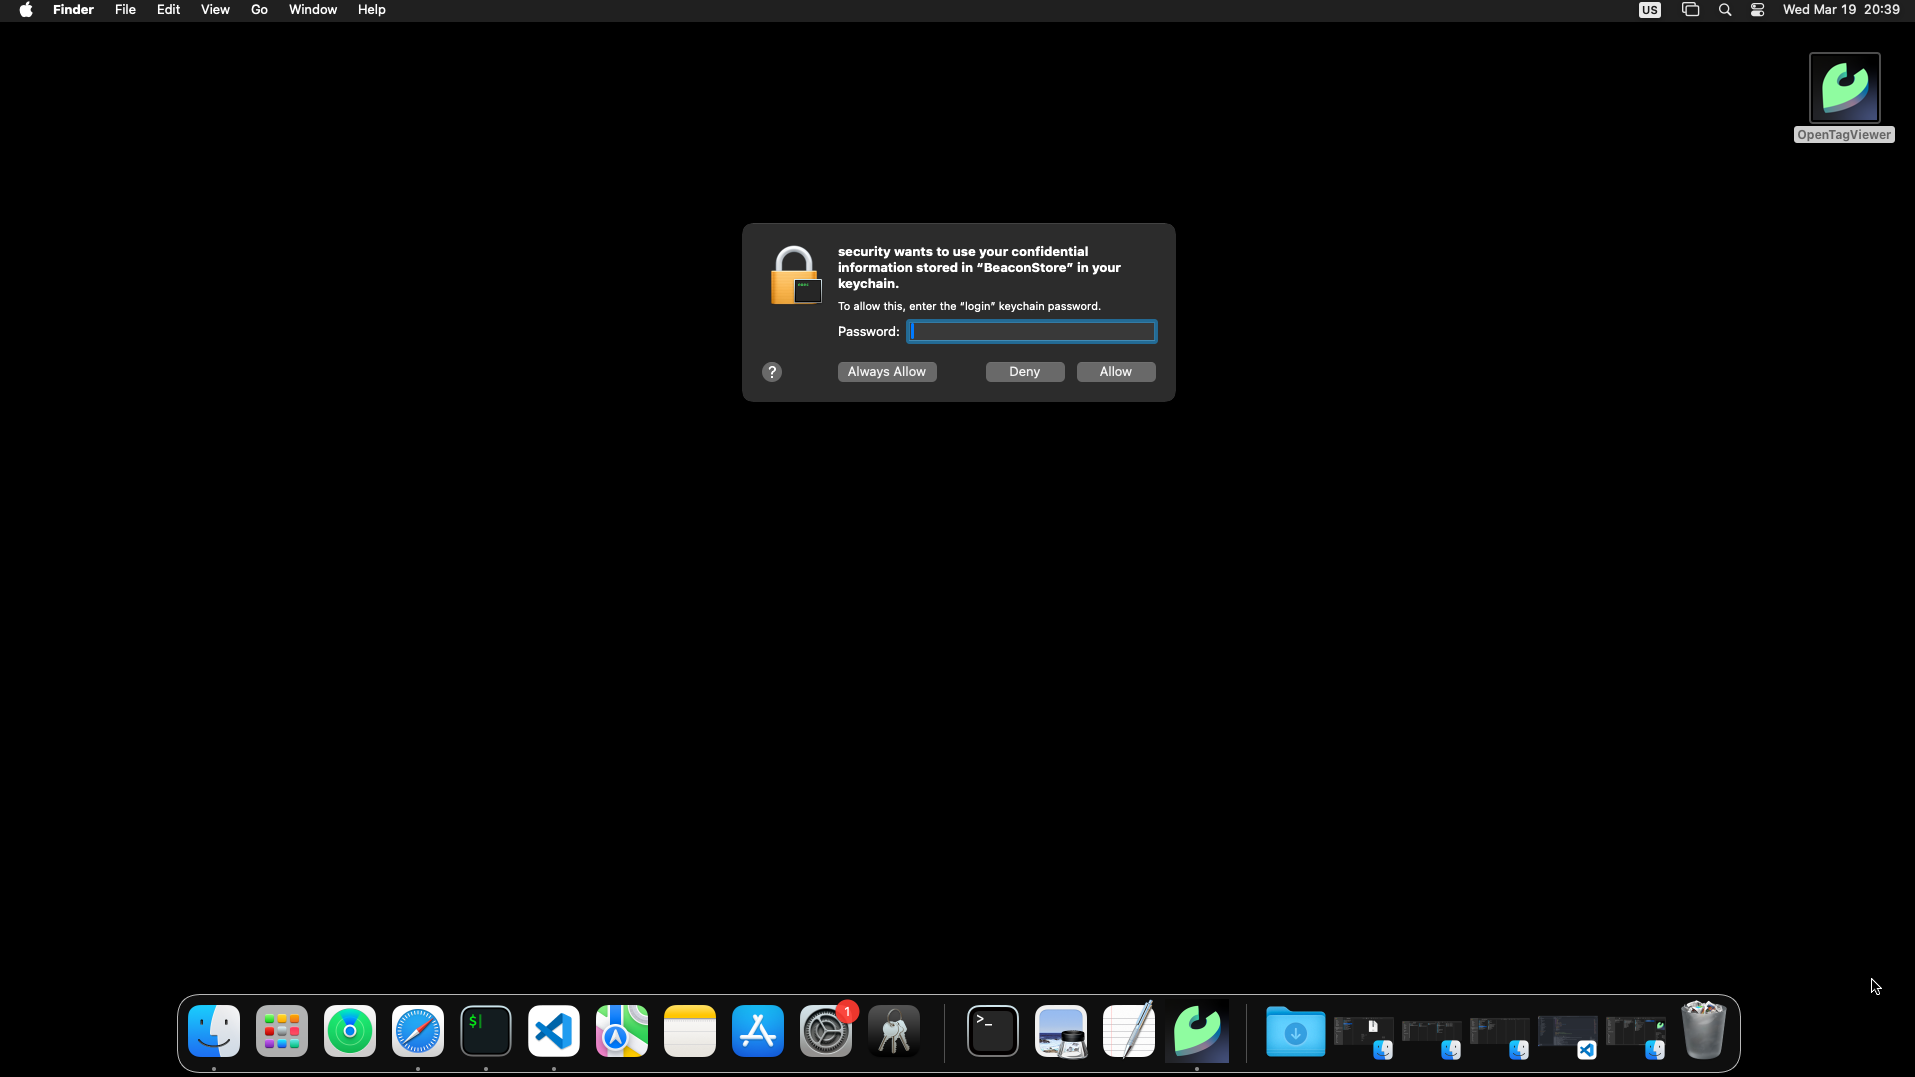 Finder File Edit View Go Window Help
US Wed Mar 19 20:39
OpenTagViewer
security wants to use your confidential
information stored in “BeaconStore” in your
keychain.
To allow this, enter the “login” keychain password.
Password:
? Always Allow Deny Allow
$
1
>_